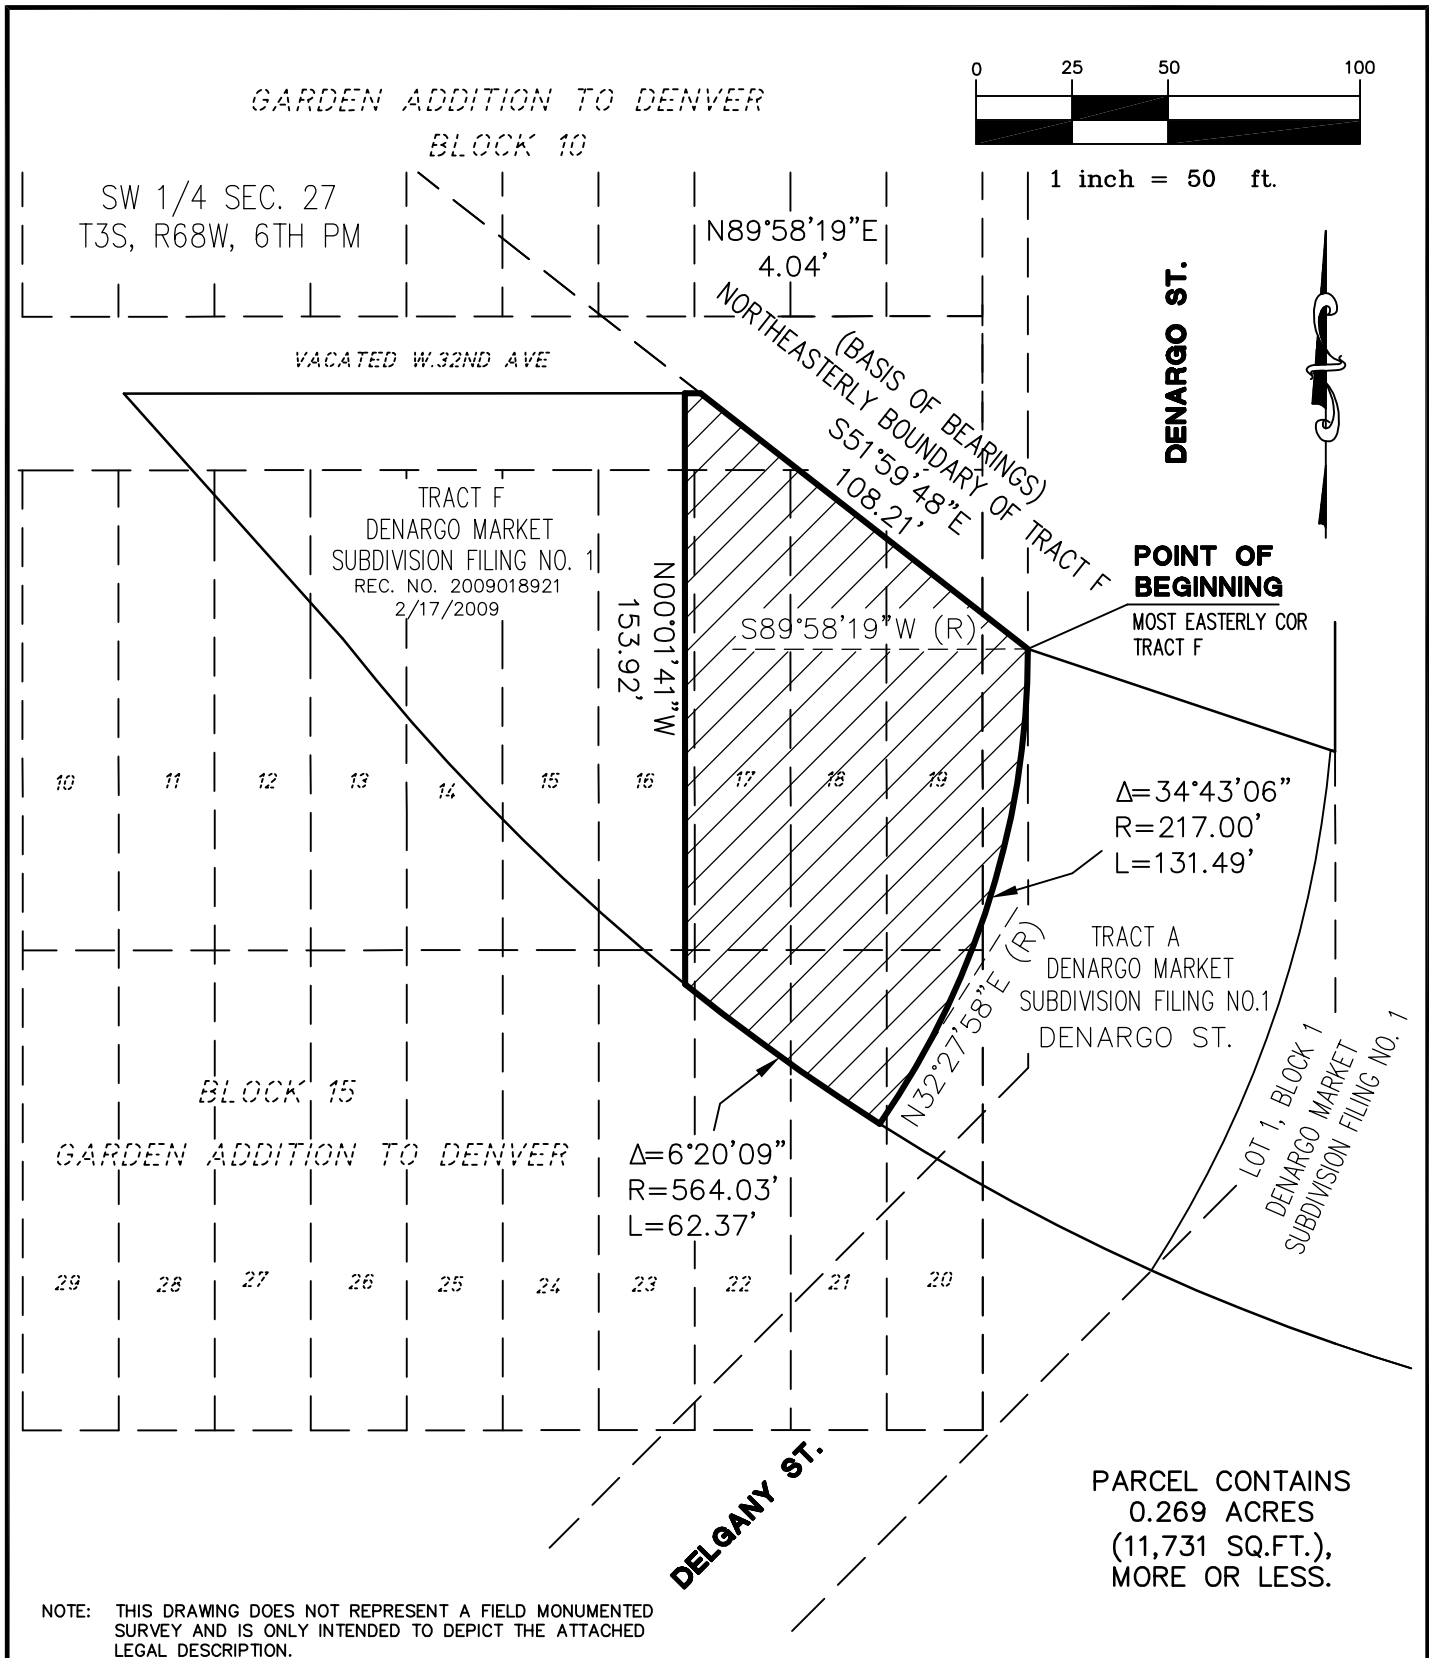 0 25 50 100
1 inch = 50 ft.
GARDEN ADDITION TO DENVER
BLOCK 10
SW 1/4 SEC. 27
T3S, R68W, 6TH PM
N89°58'19"E
4.04'
VACATED W.32ND AVE
(BASIS OF BEARINGS)
NORTHEASTERLY BOUNDARY OF TRACT F
S51°59'48"E
108.21'
DENARGO ST.
TRACT F
DENARGO MARKET
SUBDIVISION FILING NO. 1
REC. NO. 2009018921
2/17/2009
N00°01'41"W
153.92'
S89°58'19"W (R)
POINT OF
BEGINNING
MOST EASTERLY COR
TRACT F
10 11 12 13 14 15 16 17 18 19
Δ=34°43'06"
R=217.00'
L=131.49'
TRACT A
DENARGO MARKET
SUBDIVISION FILING NO.1
DENARGO ST.
N32°27'58"E (R)
LOT 1, BLOCK 1
DENARGO MARKET
SUBDIVISION FILING NO. 1
BLOCK 15
GARDEN ADDITION TO DENVER
Δ=6°20'09"
R=564.03'
L=62.37'
29 28 27 26 25 24 23 22 21 20
DELGANY ST.
PARCEL CONTAINS
0.269 ACRES
(11,731 SQ.FT.),
MORE OR LESS.
NOTE: THIS DRAWING DOES NOT REPRESENT A FIELD MONUMENTED
SURVEY AND IS ONLY INTENDED TO DEPICT THE ATTACHED
LEGAL DESCRIPTION.